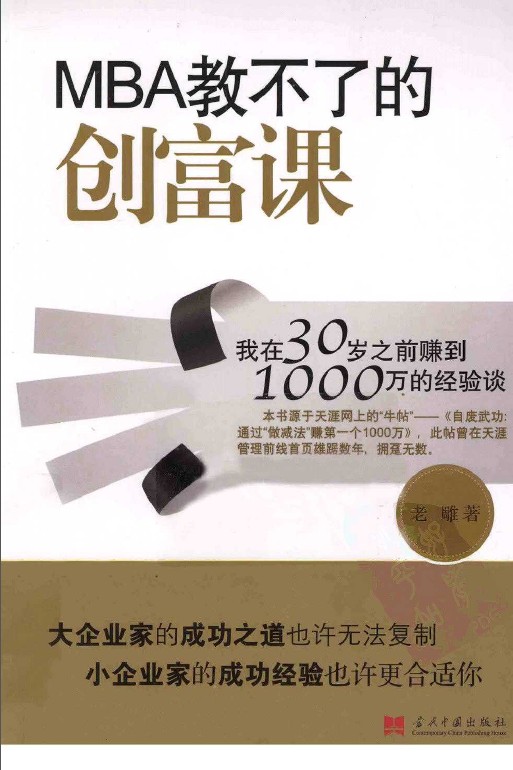 MBA教不了的
创富课
我在30岁之前赚到
1000万的经验谈
本书源于天涯网上的“牛帖”——《自废武功:
通过“做减法”赚第一个1000万》，此帖曾在天涯
管理前线首页雄踞数年、拥趸无数。
老 雕著
大企业家的成功之道也许无法复制
小企业家的成功经验也许更合适你
当代中国出版社
Contemporary China Publishing House